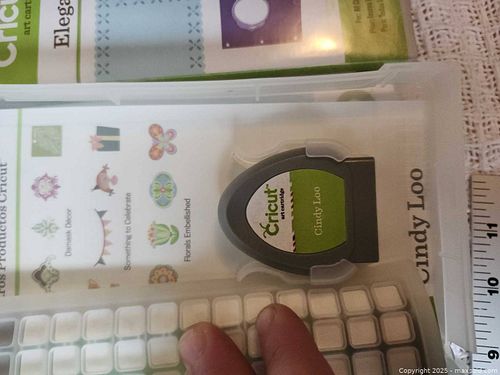 Cricut
art cart
Elega
ros Productos Cricut
Damask Décor
Something to Celebrate
Florals Embellished
Cricut
art cartridge
Cindy Loo
Cindy Loo
11
10
9
Copyright 2025 - maxsold.com